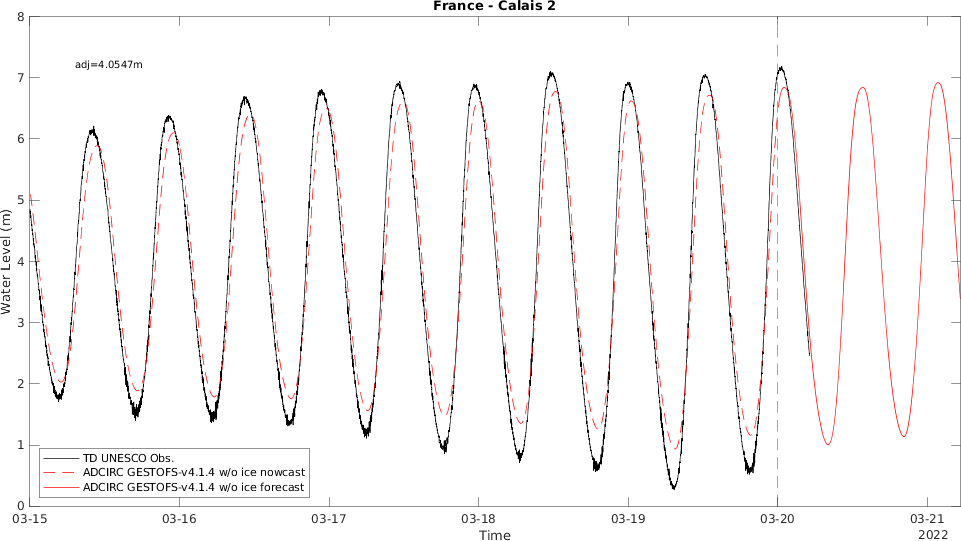 France - Calais 2
8
adj=4.0547m
7
6
5
4
3
2
1
0
Water Level (m)
TD UNESCO Obs.
ADCIRC GESTOFS-v4.1.4 w/o ice nowcast
ADCIRC GESTOFS-v4.1.4 w/o ice forecast
03-15 03-16 03-17 03-18 03-19 03-20 03-21
Time 2022